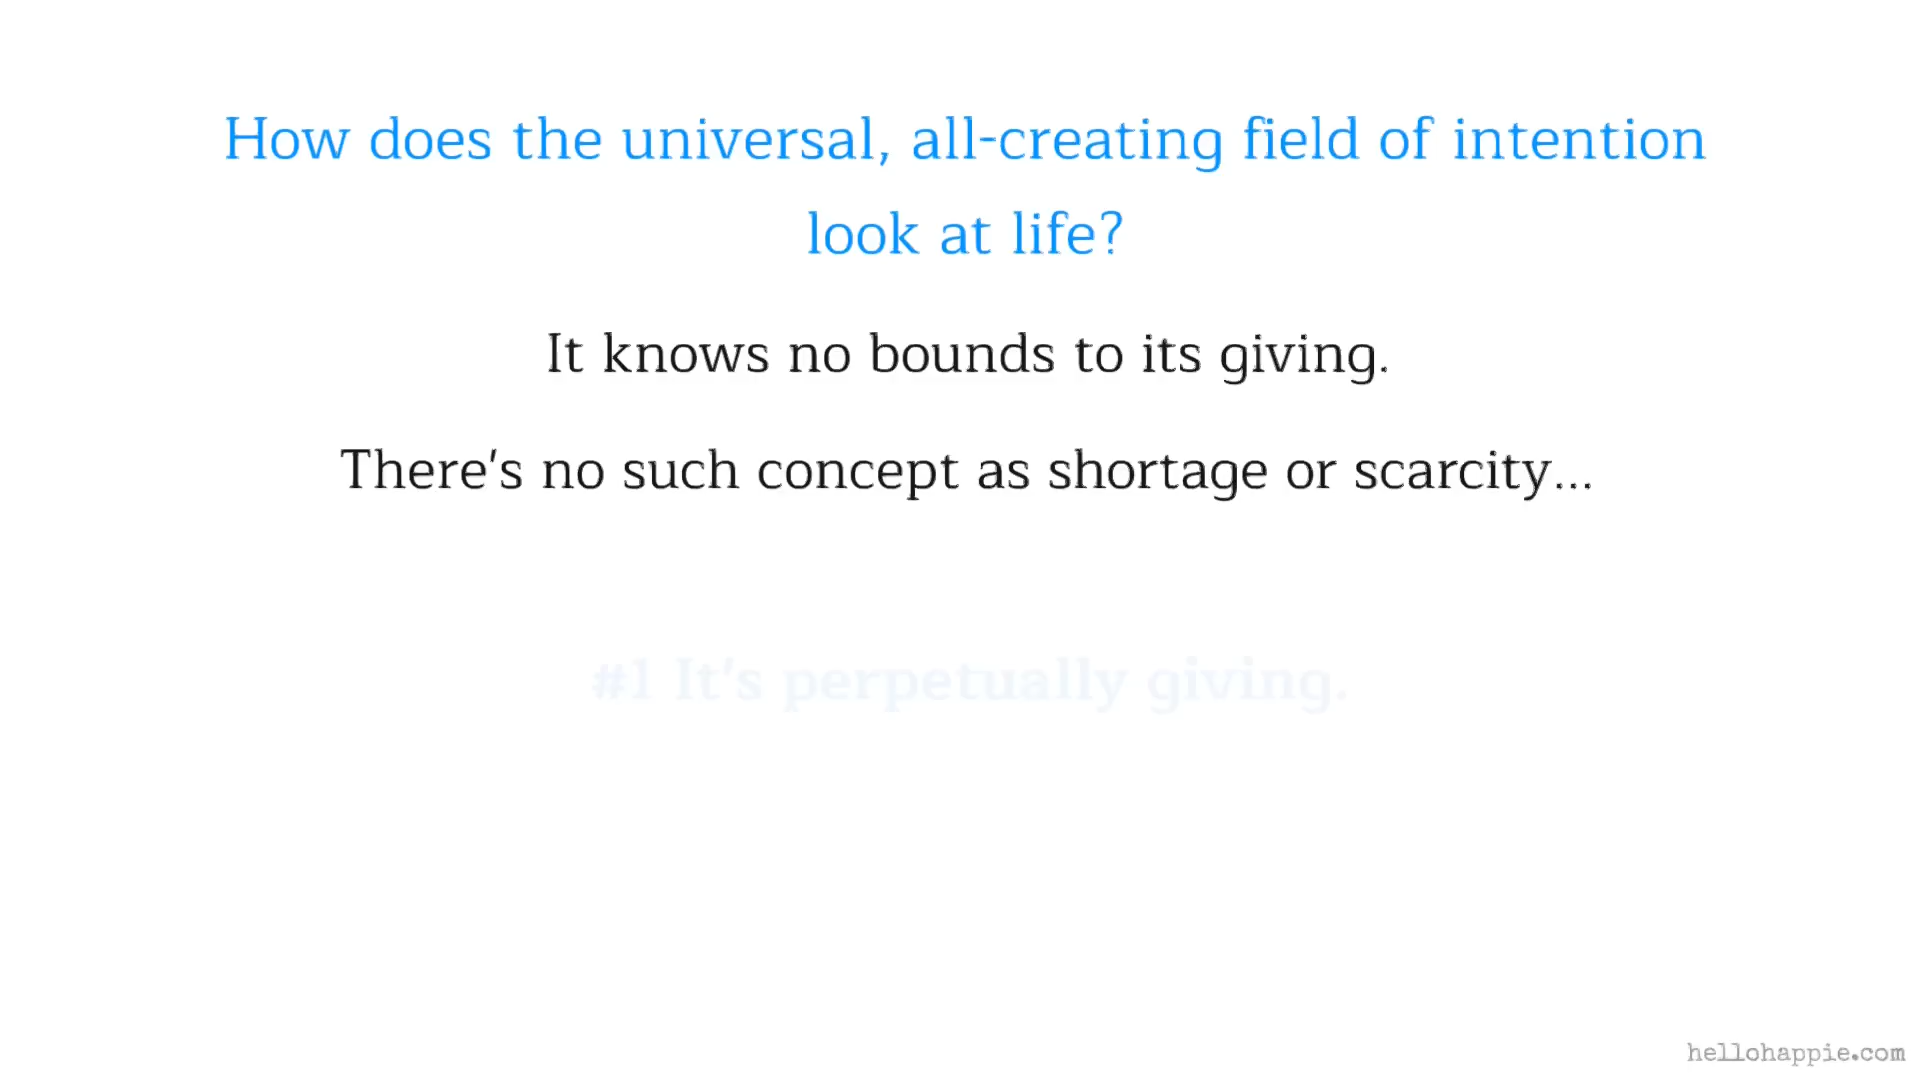 How does the universal, all-creating field of intention
look at life?
It knows no bounds to its giving.
There's no such concept as shortage or scarcity...
#1 It's perpetually giving.
hellohappie.com